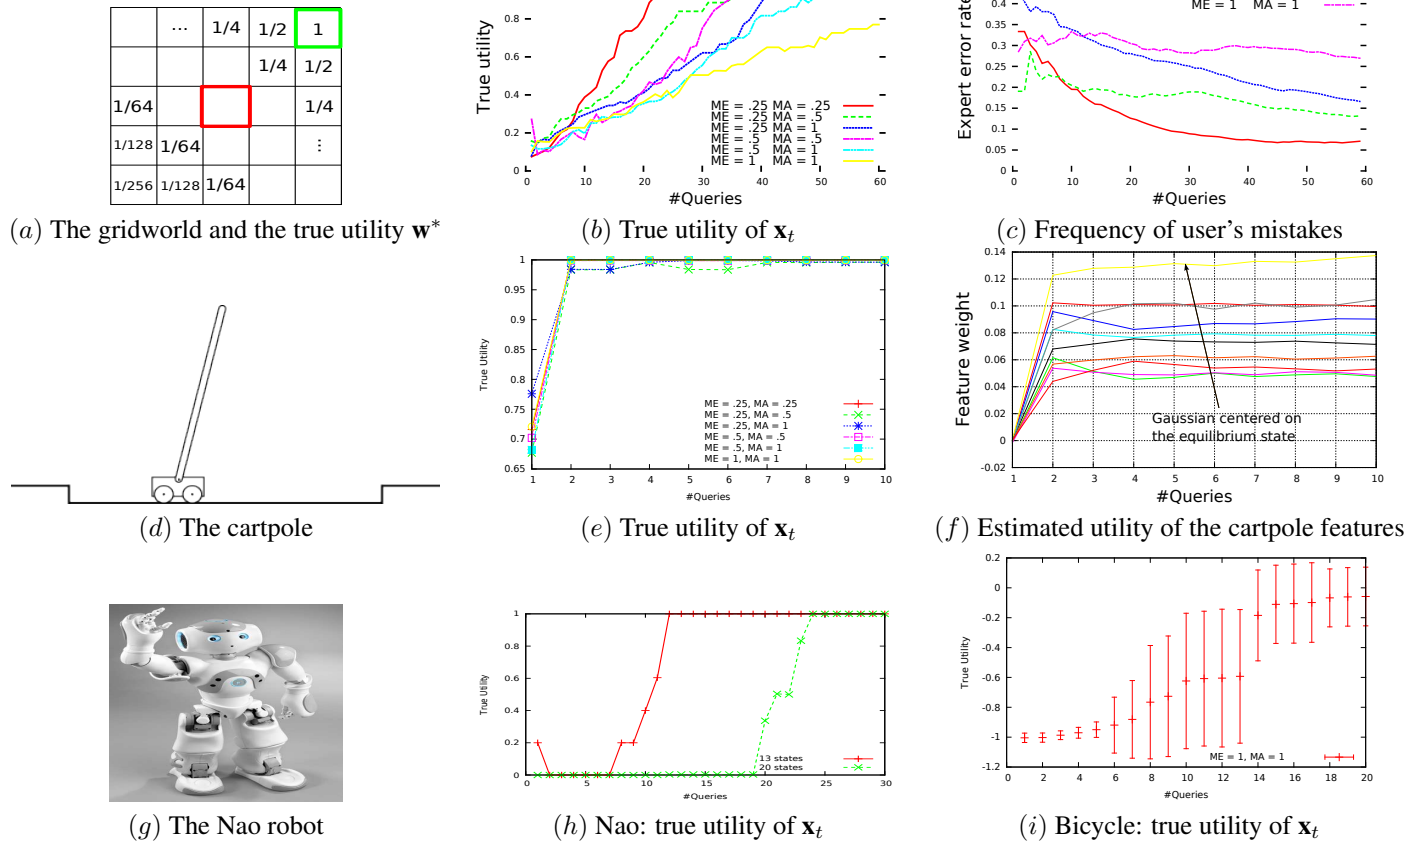 ... 1/4 1/2 1
1/4 1/2
1/64 1/4
1/128 1/64 ⋮
1/256 1/128 1/64
(a) The gridworld and the true utility w*
True utility
0.8
0.6
0.4
0.2
0
ME = .25 MA = .25
ME = .25 MA = .5
ME = .25 MA = 1
ME = .5 MA = .5
ME = .5 MA = 1
ME = 1 MA = 1
0 10 20 30 40 50 60
#Queries
(b) True utility of xt
Expert error rate
ME = 1 MA = 1
0.4
0.35
0.3
0.25
0.2
0.15
0.1
0.05
0
0 10 20 30 40 50 60
#Queries
(c) Frequency of user's mistakes
(d) The cartpole
True Utility
1
0.95
0.9
0.85
0.8
0.75
0.7
0.65
ME = .25, MA = .25
ME = .25, MA = .5
ME = .25, MA = 1
ME = .5, MA = .5
ME = .5, MA = 1
ME = 1, MA = 1
1 2 3 4 5 6 7 8 9 10
#Queries
(e) True utility of xt
Feature weight
0.14
0.12
0.1
0.08
0.06
0.04
0.02
0
-0.02
Gaussian centered on
the equilibrium state
1 2 3 4 5 6 7 8 9 10
#Queries
(f) Estimated utility of the cartpole features
(g) The Nao robot
True Utility
1
0.8
0.6
0.4
0.2
0
13 states
20 states
0 5 10 15 20 25 30
#Queries
(h) Nao: true utility of xt
True Utility
0.2
0
-0.2
-0.4
-0.6
-0.8
-1
-1.2
ME = 1, MA = 1
0 2 4 6 8 10 12 14 16 18 20
#Queries
(i) Bicycle: true utility of xt